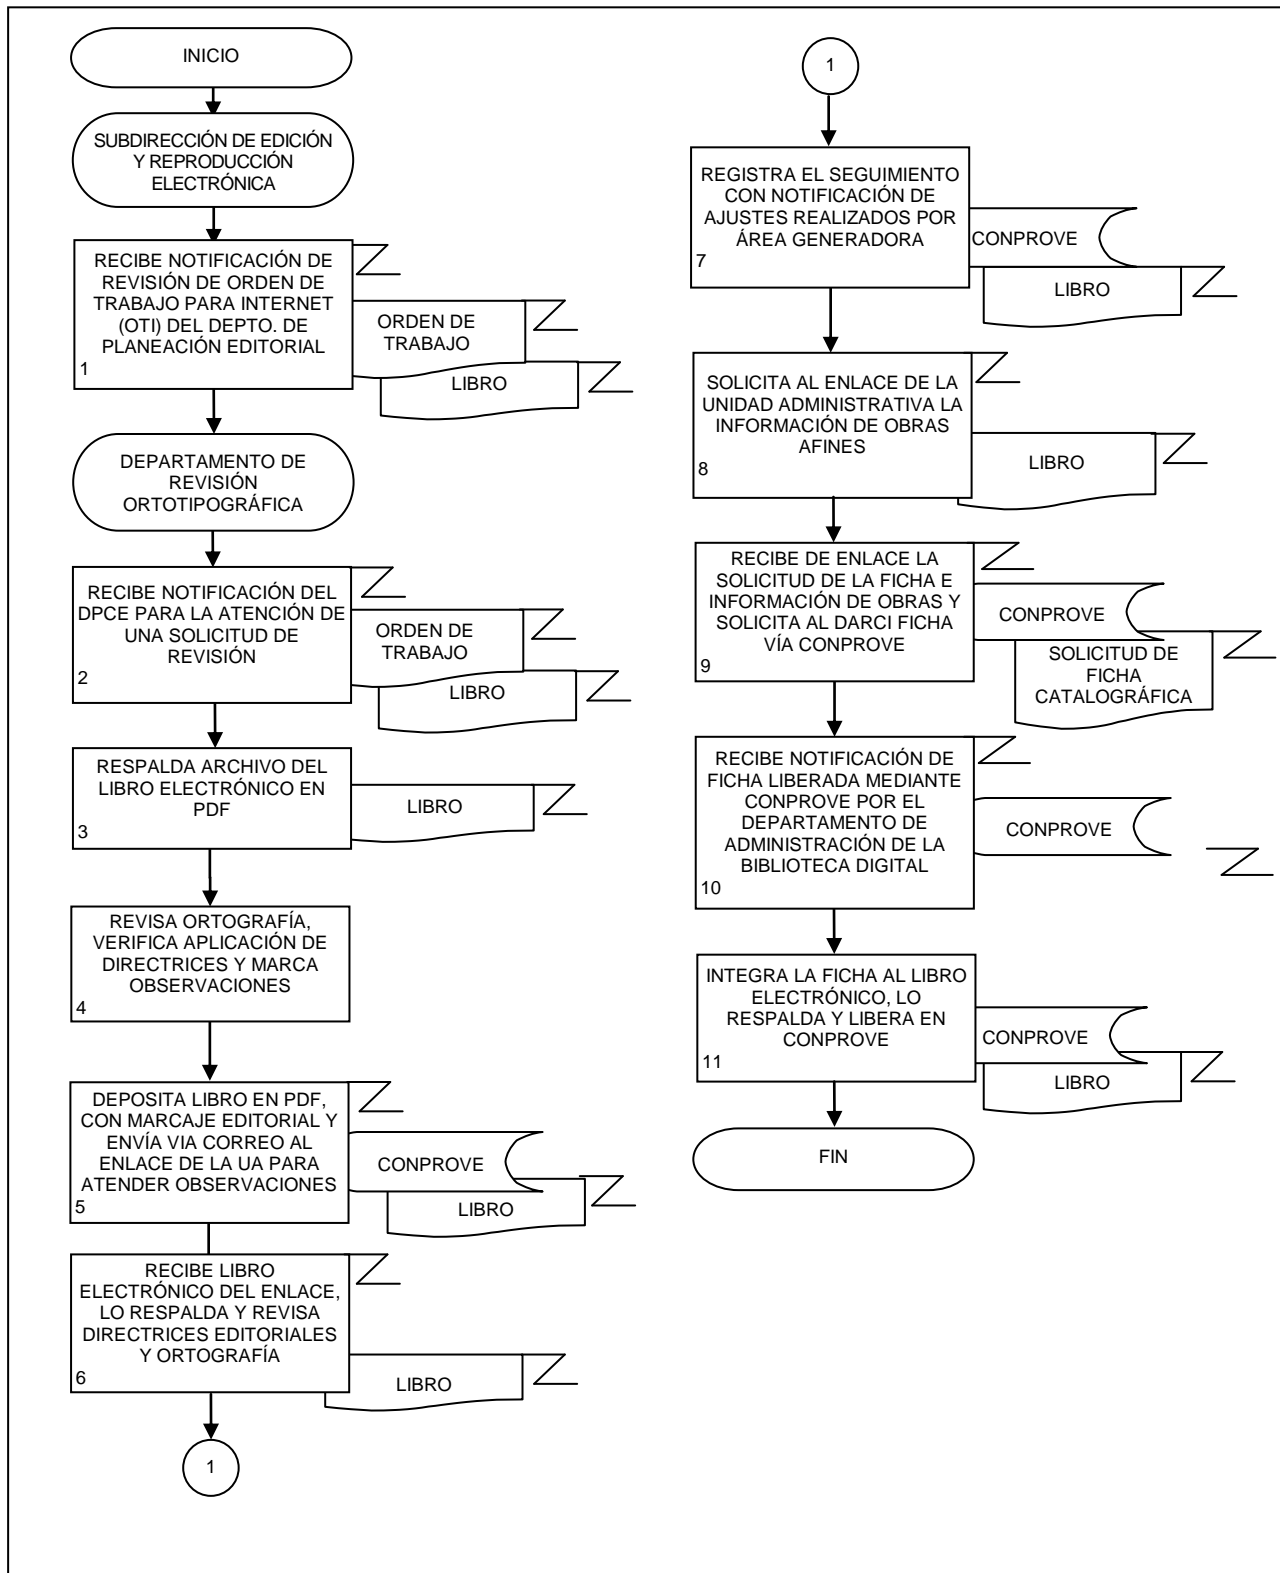 INICIO
SUBDIRECCIÓN DE EDICIÓN
Y REPRODUCCIÓN
ELECTRÓNICA
RECIBE NOTIFICACIÓN DE
REVISIÓN DE ORDEN DE
TRABAJO PARA INTERNET
(OTI) DEL DEPTO. DE
PLANEACIÓN EDITORIAL
1
ORDEN DE
TRABAJO
LIBRO
DEPARTAMENTO DE
REVISIÓN
ORTOTIPOGRÁFICA
RECIBE NOTIFICACIÓN DEL
DPCE PARA LA ATENCIÓN DE
UNA SOLICITUD DE
REVISIÓN
2
ORDEN DE
TRABAJO
LIBRO
RESPALDA ARCHIVO DEL
LIBRO ELECTRÓNICO EN
PDF
3
LIBRO
REVISA ORTOGRAFÍA,
VERIFICA APLICACIÓN DE
DIRECTRICES Y MARCA
OBSERVACIONES
4
DEPOSITA LIBRO EN PDF,
CON MARCAJE EDITORIAL Y
ENVÍA VIA CORREO AL
ENLACE DE LA UA PARA
ATENDER OBSERVACIONES
5
CONPROVE
LIBRO
RECIBE LIBRO
ELECTRÓNICO DEL ENLACE,
LO RESPALDA Y REVISA
DIRECTRICES EDITORIALES
Y ORTOGRAFÍA
6
LIBRO
1
1
REGISTRA EL SEGUIMIENTO
CON NOTIFICACIÓN DE
AJUSTES REALIZADOS POR
ÁREA GENERADORA
7
CONPROVE
LIBRO
SOLICITA AL ENLACE DE LA
UNIDAD ADMINISTRATIVA LA
INFORMACIÓN DE OBRAS
AFINES
8
LIBRO
RECIBE DE ENLACE LA
SOLICITUD DE LA FICHA E
INFORMACIÓN DE OBRAS Y
SOLICITA AL DARCI FICHA
VÍA CONPROVE
9
CONPROVE
SOLICITUD DE
FICHA
CATALOGRÁFICA
RECIBE NOTIFICACIÓN DE
FICHA LIBERADA MEDIANTE
CONPROVE POR EL
DEPARTAMENTO DE
ADMINISTRACIÓN DE LA
BIBLIOTECA DIGITAL
10
CONPROVE
INTEGRA LA FICHA AL LIBRO
ELECTRÓNICO, LO
RESPALDA Y LIBERA EN
CONPROVE
11
CONPROVE
LIBRO
FIN